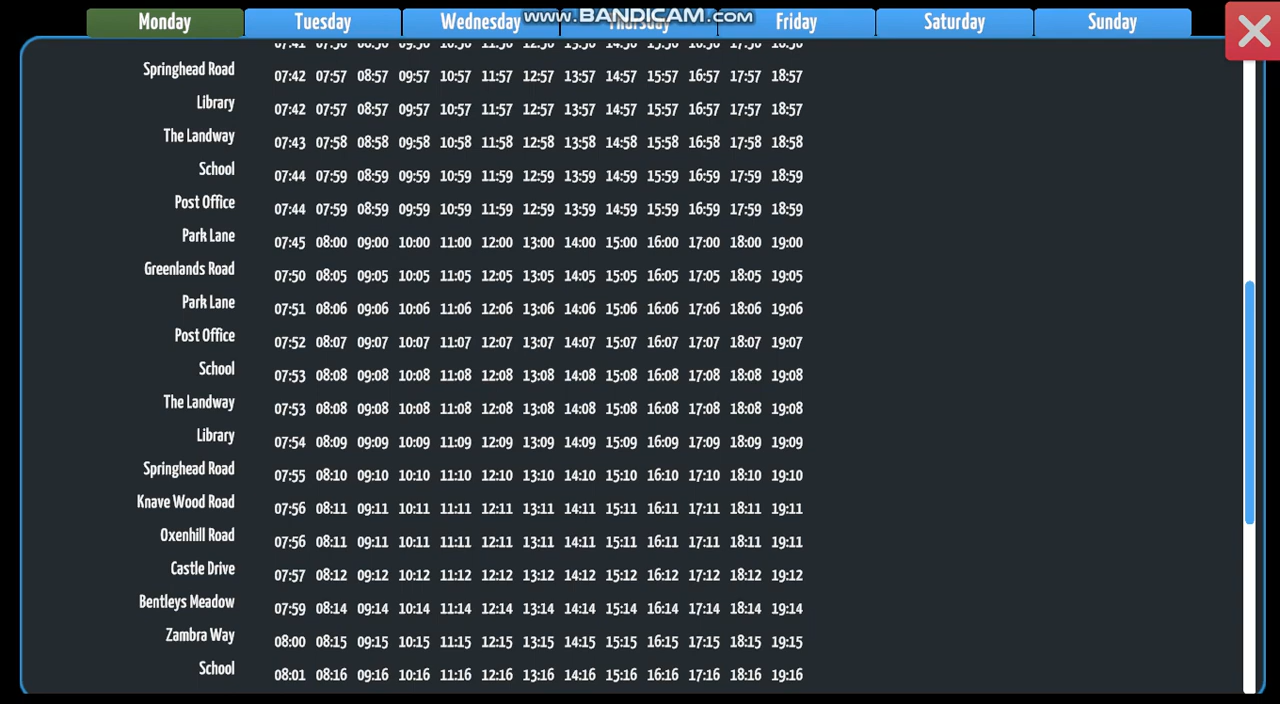 Monday Tuesday Wednesday Thursday Friday Saturday Sunday
www.BANDICAM.com
Springhead Road 07:42 07:57 08:57 09:57 10:57 11:57 12:57 13:57 14:57 15:57 16:57 17:57 18:57
Library 07:42 07:57 08:57 09:57 10:57 11:57 12:57 13:57 14:57 15:57 16:57 17:57 18:57
The Landway 07:43 07:58 08:58 09:58 10:58 11:58 12:58 13:58 14:58 15:58 16:58 17:58 18:58
School 07:44 07:59 08:59 09:59 10:59 11:59 12:59 13:59 14:59 15:59 16:59 17:59 18:59
Post Office 07:44 07:59 08:59 09:59 10:59 11:59 12:59 13:59 14:59 15:59 16:59 17:59 18:59
Park Lane 07:45 08:00 09:00 10:00 11:00 12:00 13:00 14:00 15:00 16:00 17:00 18:00 19:00
Greenlands Road 07:50 08:05 09:05 10:05 11:05 12:05 13:05 14:05 15:05 16:05 17:05 18:05 19:05
Park Lane 07:51 08:06 09:06 10:06 11:06 12:06 13:06 14:06 15:06 16:06 17:06 18:06 19:06
Post Office 07:52 08:07 09:07 10:07 11:07 12:07 13:07 14:07 15:07 16:07 17:07 18:07 19:07
School 07:53 08:08 09:08 10:08 11:08 12:08 13:08 14:08 15:08 16:08 17:08 18:08 19:08
The Landway 07:53 08:08 09:08 10:08 11:08 12:08 13:08 14:08 15:08 16:08 17:08 18:08 19:08
Library 07:54 08:09 09:09 10:09 11:09 12:09 13:09 14:09 15:09 16:09 17:09 18:09 19:09
Springhead Road 07:55 08:10 09:10 10:10 11:10 12:10 13:10 14:10 15:10 16:10 17:10 18:10 19:10
Knave Wood Road 07:56 08:11 09:11 10:11 11:11 12:11 13:11 14:11 15:11 16:11 17:11 18:11 19:11
Oxenhill Road 07:56 08:11 09:11 10:11 11:11 12:11 13:11 14:11 15:11 16:11 17:11 18:11 19:11
Castle Drive 07:57 08:12 09:12 10:12 11:12 12:12 13:12 14:12 15:12 16:12 17:12 18:12 19:12
Bentleys Meadow 07:59 08:14 09:14 10:14 11:14 12:14 13:14 14:14 15:14 16:14 17:14 18:14 19:14
Zambra Way 08:00 08:15 09:15 10:15 11:15 12:15 13:15 14:15 15:15 16:15 17:15 18:15 19:15
School 08:01 08:16 09:16 10:16 11:16 12:16 13:16 14:16 15:16 16:16 17:16 18:16 19:16